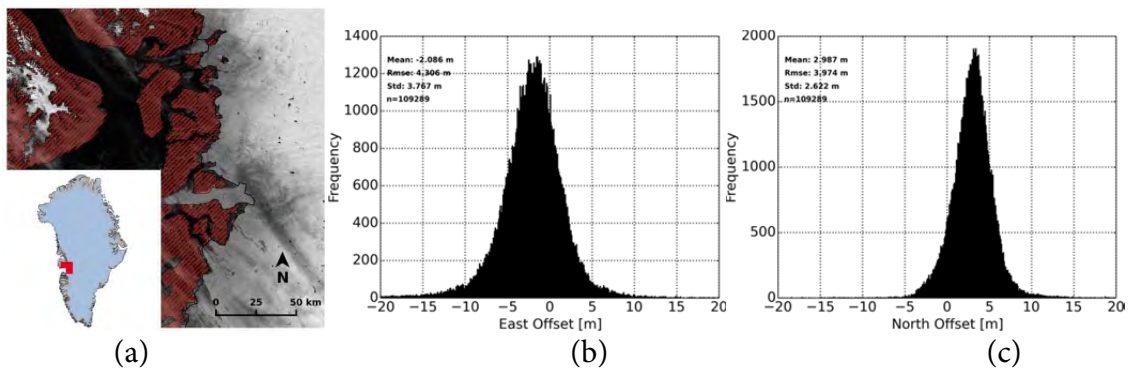 N
0 25 50 km
(a)
1400
1200
1000
800
600
400
200
0
Frequency
Mean: -2.086 m
Rmse: 4.306 m
Std: 3.767 m
n=109289
−20 −15 −10 −5 0 5 10 15 20
East Offset [m]
(b)
2000
1500
1000
500
0
Frequency
Mean: 2.987 m
Rmse: 3.974 m
Std: 2.622 m
n=109289
−20 −15 −10 −5 0 5 10 15 20
North Offset [m]
(c)